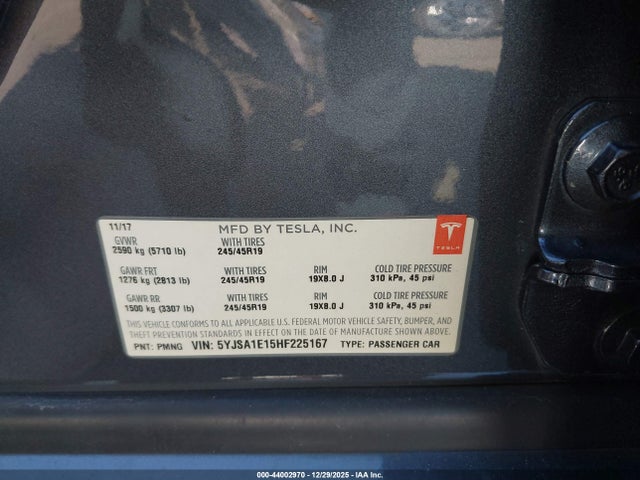 11/17 MFD BY TESLA, INC.
GVWR WITH TIRES
2590 kg (5710 lb) 245/45R19
TESLA
GAWR FRT WITH TIRES RIM COLD TIRE PRESSURE
1276 kg (2813 lb) 245/45R19 19X8.0 J 310 kPa, 45 psi
GAWR RR WITH TIRES RIM COLD TIRE PRESSURE
1500 kg (3307 lb) 245/45R19 19X8.0 J 310 kPa, 45 psi
THIS VEHICLE CONFORMS TO ALL APPLICABLE U.S. FEDERAL MOTOR VEHICLE SAFETY, BUMPER, AND
THEFT PREVENTION STANDARDS IN EFFECT ON THE DATE OF MANUFACTURE SHOWN ABOVE.
PNT: PMNG VIN: 5YJSA1E15HF225167 TYPE: PASSENGER CAR
000-44002970 | 12/29/2025 | IAA Inc.